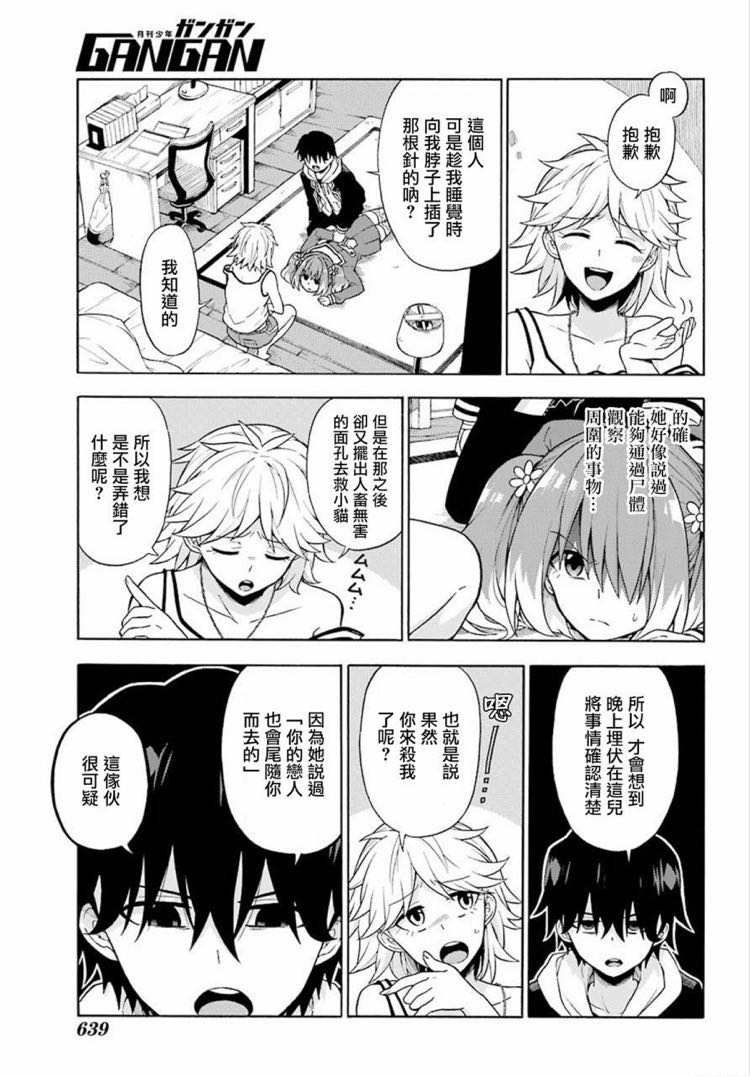 月刊少年
ガンガン
GANGAN
啊
抱歉
抱歉
這個人
可是趁我睡覺時
向我脖子上插了
那根針的吶?
我知道的
的確
她好像説過
能夠通過尸體
觀察
周圍的事物…
但是在那之後
卻又擺出人畜無害
的面孔去救小貓
ムムム…
所以我想
是不是弄錯了
什麼呢?
所以 才會想到
晚上埋伏在這兒
將事情確認清楚
嗯……
也就是說
果然
你來殺我
了呢?
因為她說過
「你的戀人
也會尾隨你
而去的」
這傢伙
很可疑
639